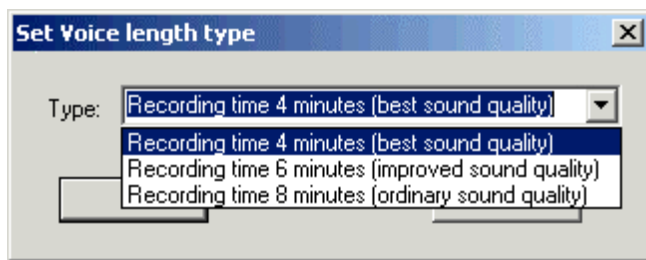 Set Voice length type
Type: Recording time 4 minutes (best sound quality)
Recording time 4 minutes (best sound quality)
Recording time 6 minutes (improved sound quality)
Recording time 8 minutes (ordinary sound quality)